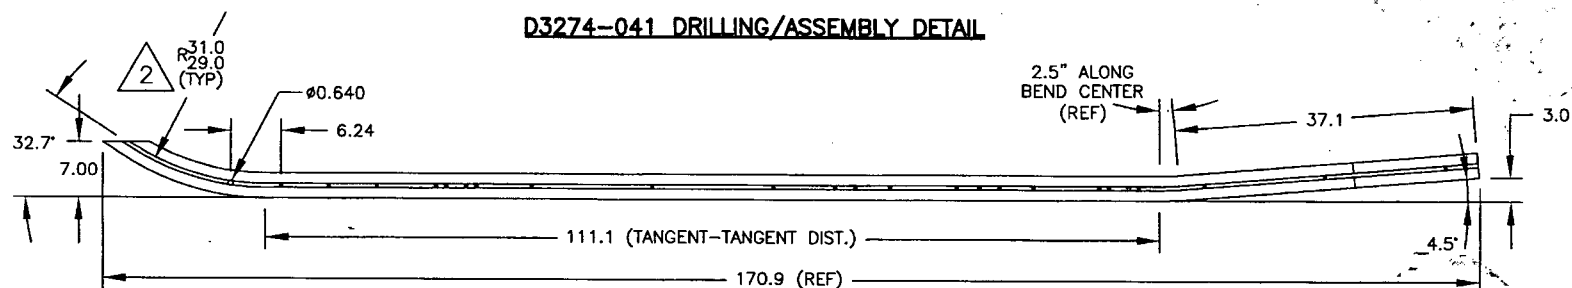 D3274-041 DRILLING/ASSEMBLY DETAIL
2
R31.0
29.0
(TYP)
ø0.640
6.24
2.5" ALONG
BEND CENTER
(REF)
37.1
3.0
32.7°
7.00
111.1 (TANGENT-TANGENT DIST.)
4.5°
170.9 (REF)